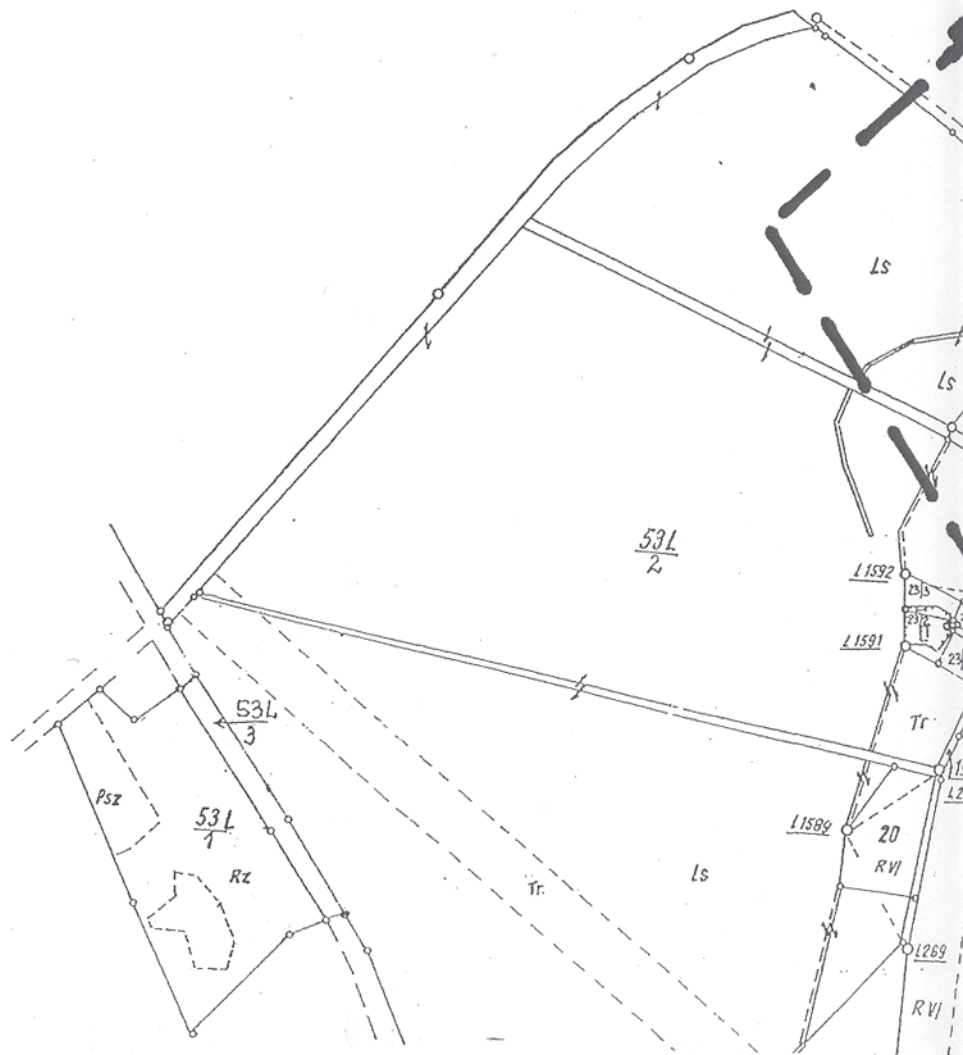 Ls
Ls
53L
2
L1592
23/3
23/2
L1591
23/
53L
3
Tr
Psz
53L
1
Rz
L1589
20
RVI
Ls
Tr.
L269
RVI